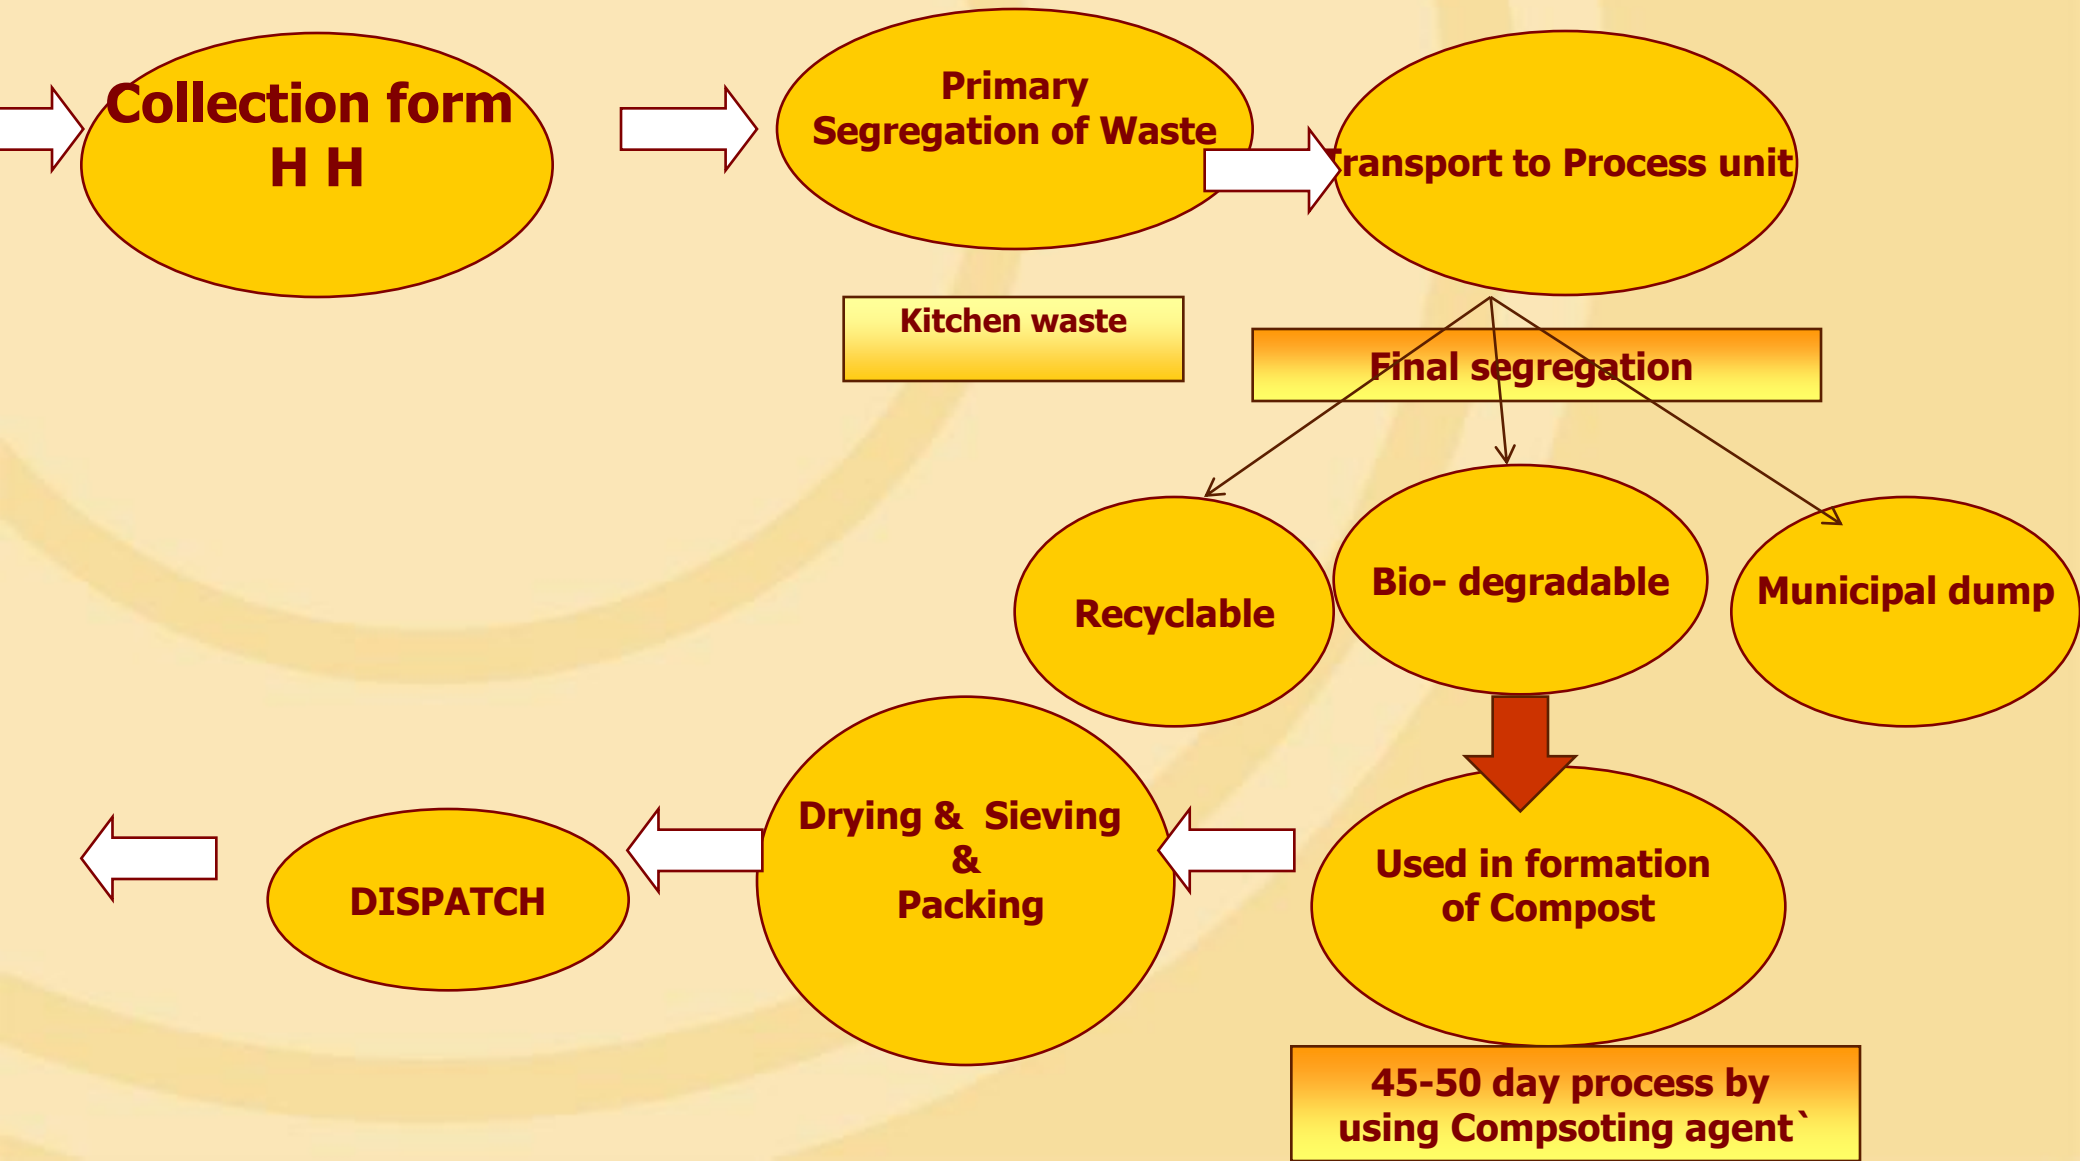 Collection form
H H
Primary
Segregation of Waste
Transport to Process unit
Kitchen waste
Final segregation
Recyclable
Bio- degradable
Municipal dump
DISPATCH
Drying &  Sieving
&
Packing
Used in formation
of Compost
45-50 day process by
using Compsoting agent`